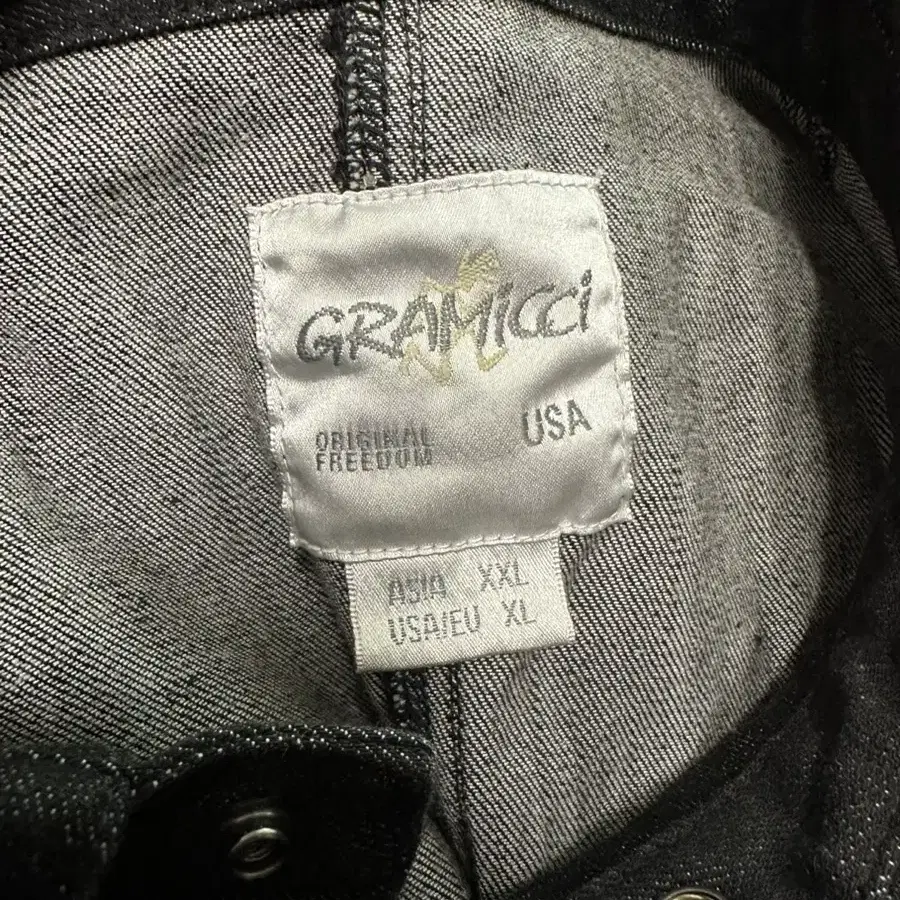 GRAMiCCi
ORIGINAL
FREEDOM
USA
ASIA XXL
USA/EU XL